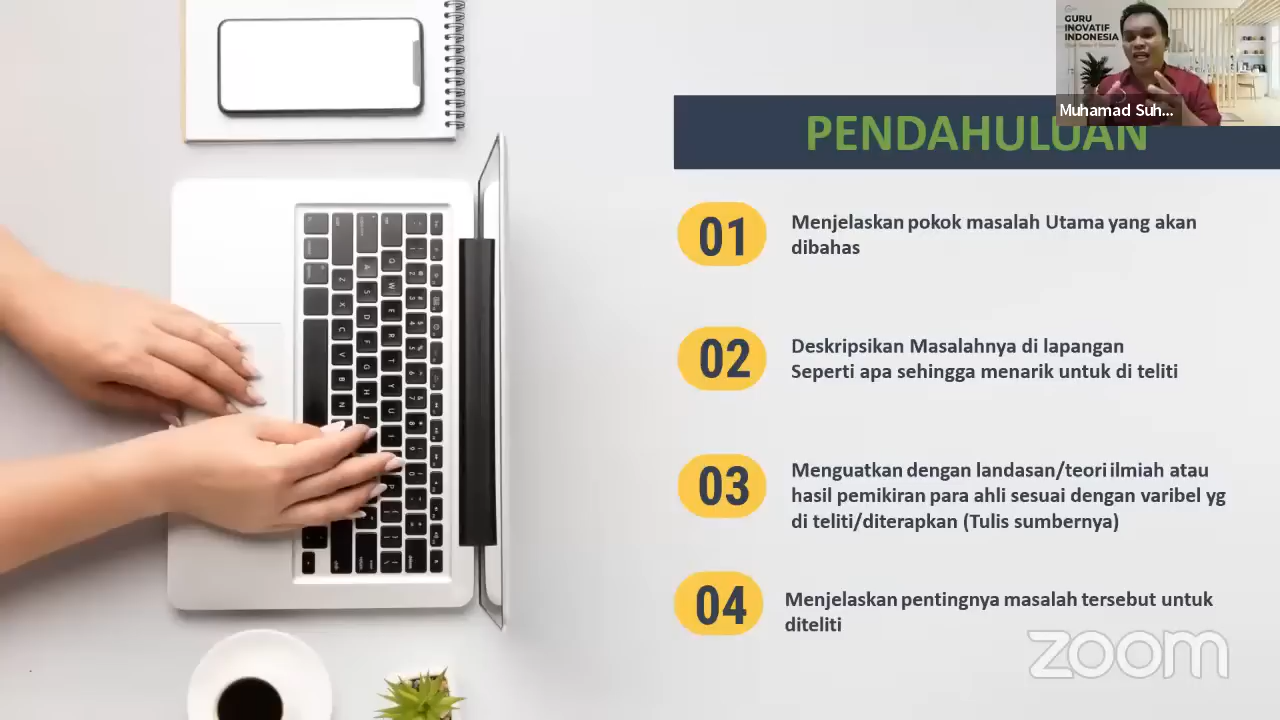 GURU
INOVATIF
INDONESIA
Muhamad Suh...
PENDAHULUAN
01
Menjelaskan pokok masalah Utama yang akan
dibahas
02
Deskripsikan Masalahnya di lapangan
Seperti apa sehingga menarik untuk di teliti
03
Menguatkan dengan landasan/teori ilmiah atau
hasil pemikiran para ahli sesuai dengan varibel yg
di teliti/diterapkan (Tulis sumbernya)
04
Menjelaskan pentingnya masalah tersebut untuk
diteliti
zoom